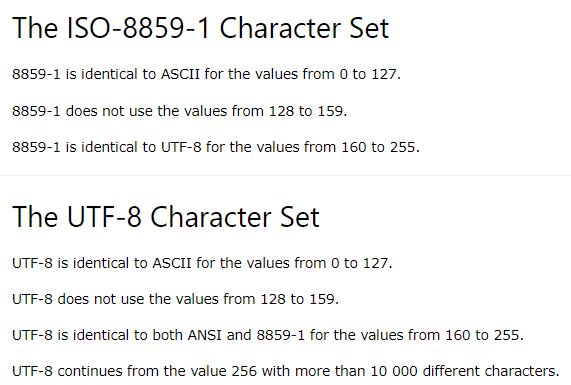 The ISO-8859-1 Character Set
8859-1 is identical to ASCII for the values from 0 to 127.
8859-1 does not use the values from 128 to 159.
8859-1 is identical to UTF-8 for the values from 160 to 255.
The UTF-8 Character Set
UTF-8 is identical to ASCII for the values from 0 to 127.
UTF-8 does not use the values from 128 to 159.
UTF-8 is identical to both ANSI and 8859-1 for the values from 160 to 255.
UTF-8 continues from the value 256 with more than 10 000 different characters.